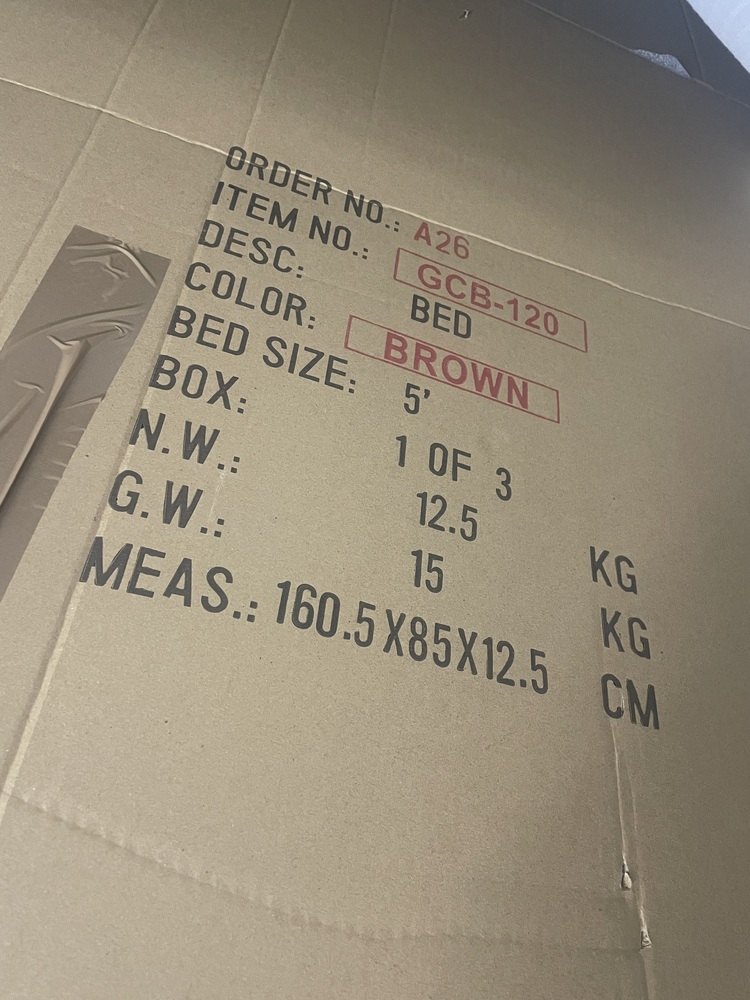 ORDER NO.: A26
ITEM NO.: GCB-120
DESC: BED
COLOR: BROWN
BED SIZE: 5’
BOX: 1 OF 3
N.W.: 12.5 KG
G.W.: 15 KG
MEAS.: 160.5X85X12.5 CM